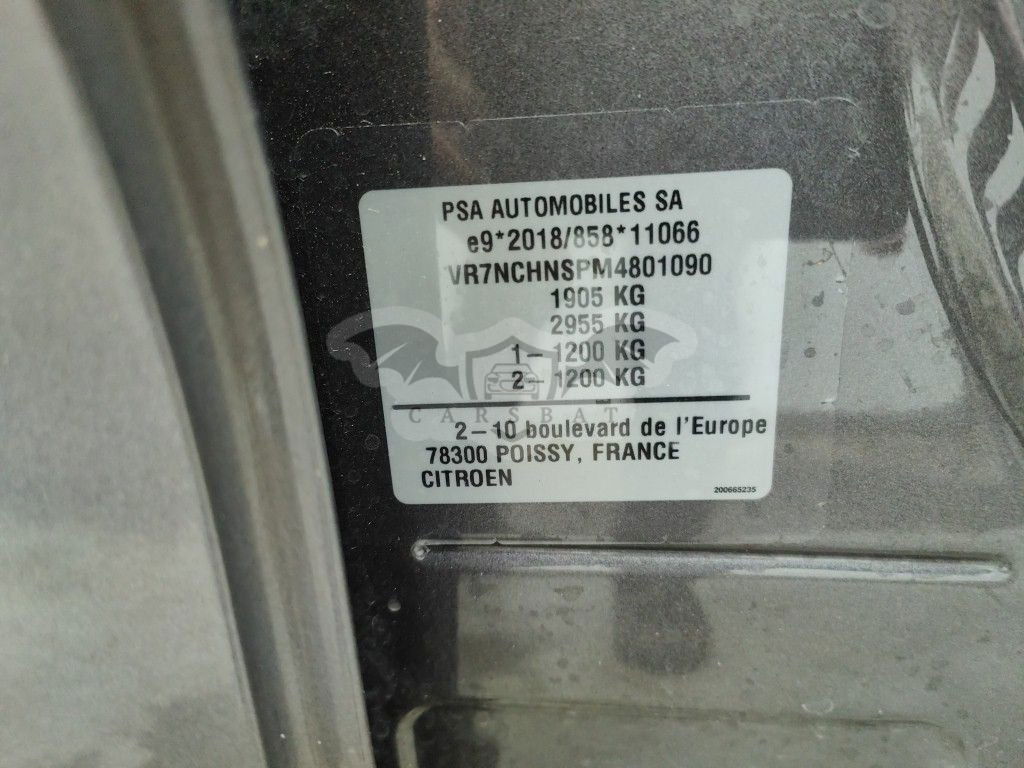 PSA AUTOMOBILES SA
e9*2018/858*11066
VR7NCHNSPM4801090
1905 KG
2955 KG
1- 1200 KG
2- 1200 KG
CARSBAT
2-10 boulevard de l'Europe
78300 POISSY, FRANCE
CITROEN
200665235